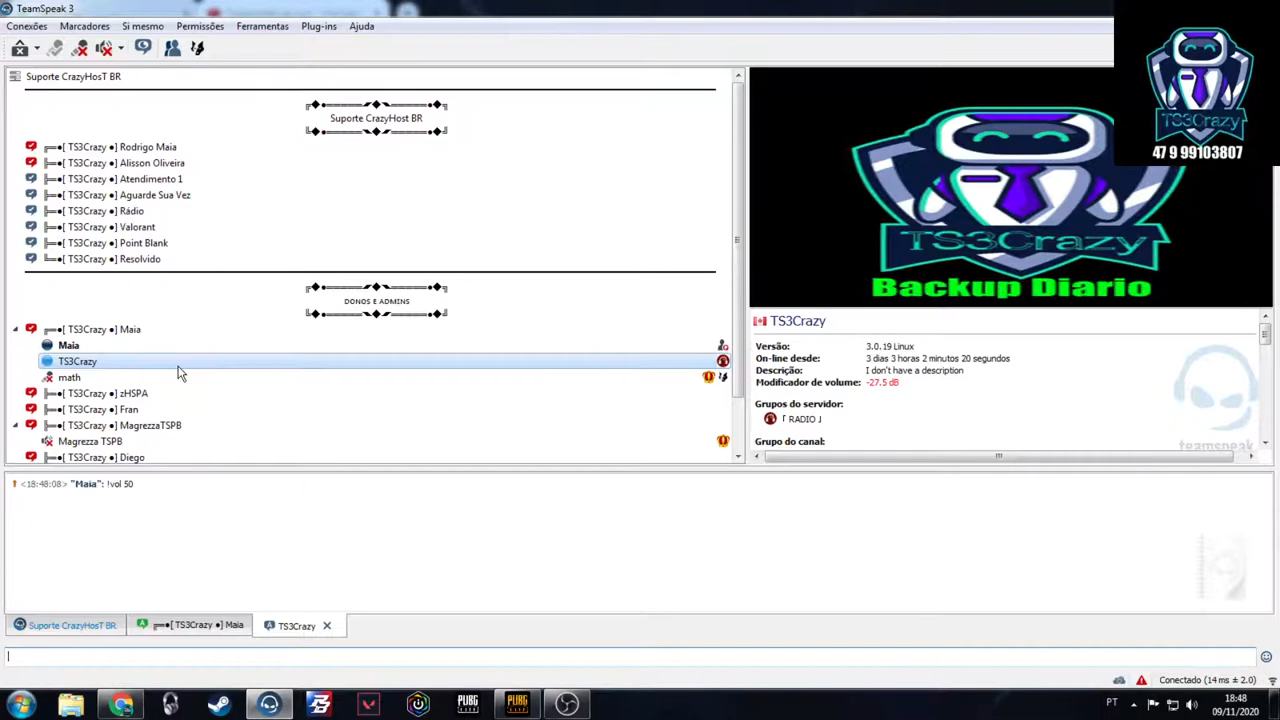 TeamSpeak 3
Conexões Marcadores Si mesmo Permissões Ferramentas Plug-ins Ajuda
Suporte CrazyHosT BR
Suporte CrazyHost BR
╔═●[ TS3Crazy ●] Rodrigo Maia
╠═●[ TS3Crazy ●] Alisson Oliveira
╠═●[ TS3Crazy ●] Atendimento 1
╠═●[ TS3Crazy ●] Aguarde Sua Vez
╠═●[ TS3Crazy ●] Rádio
╠═●[ TS3Crazy ●] Valorant
╠═●[ TS3Crazy ●] Point Blank
╚═●[ TS3Crazy ●] Resolvido
DONOS E ADMINS
╔═●[ TS3Crazy ●] Maia
Maia
TS3Crazy
math
╠═●[ TS3Crazy ●] zHSPA
╠═●[ TS3Crazy ●] Fran
╠═●[ TS3Crazy ●] MagrezzaTSPB
Magrezza TSPB
╠═●[ TS3Crazy ●] Diego
TS3Crazy
Backup Diario
TS3Crazy
47 9 99103807
TS3Crazy
Versão: 3.0.19 Linux
On-line desde: 3 dias 3 horas 2 minutos 20 segundos
Descrição: I don't have a description
Modificador de volume: -27.5 dB
Grupos do servidor:
「 RADIO 」
Grupo do canal:
teamspeak
<18:48:08> "Maia": !vol 50
Suporte CrazyHosT BR
╔═●[ TS3Crazy ●] Maia
TS3Crazy
Conectado (14 ms ± 2.0)
PUBG
PUBG
PT
18:48
09/11/2020